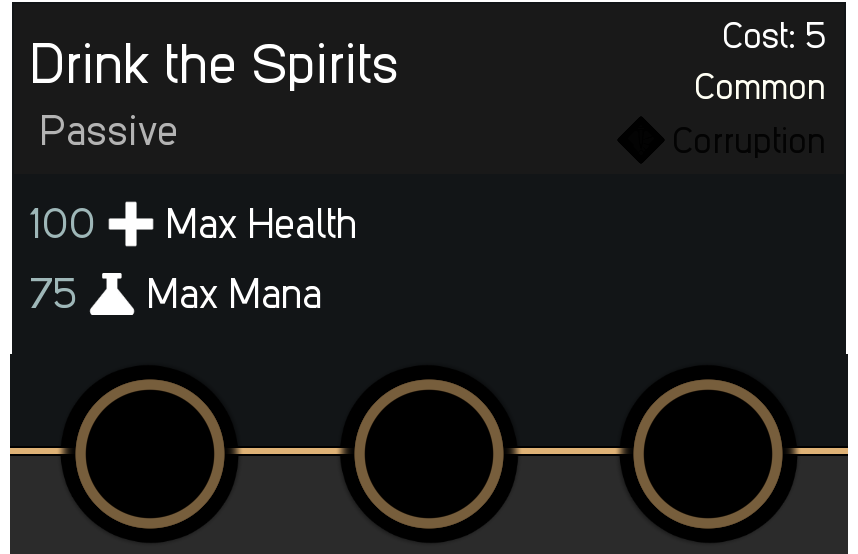 Drink the Spirits
Cost: 5
Common
Passive
Corruption
100 Max Health
75 Max Mana